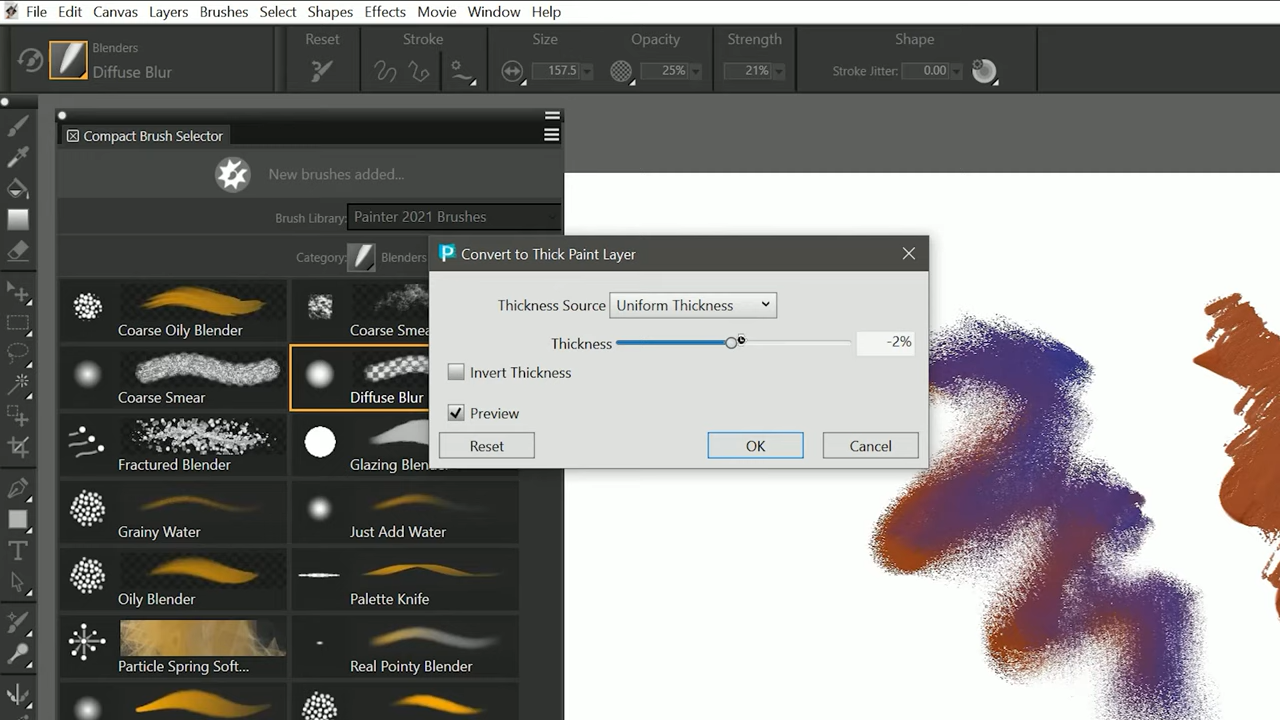 File Edit Canvas Layers Brushes Select Shapes Effects Movie Window Help
Blenders
Diffuse Blur
Reset
Stroke
Size
157.5
Opacity
25%
Strength
21%
Shape
Stroke Jitter: 0.00
Compact Brush Selector
New brushes added...
Brush Library: Painter 2021 Brushes
Category: Blenders
Convert to Thick Paint Layer
Thickness Source Uniform Thickness
Thickness -2%
Invert Thickness
Preview
Reset OK Cancel
Coarse Oily Blender
Coarse Smea
Coarse Smear
Diffuse Blur
Fractured Blender
Glazing Blen
Grainy Water
Just Add Water
Oily Blender
Palette Knife
Particle Spring Soft...
Real Pointy Blender
T